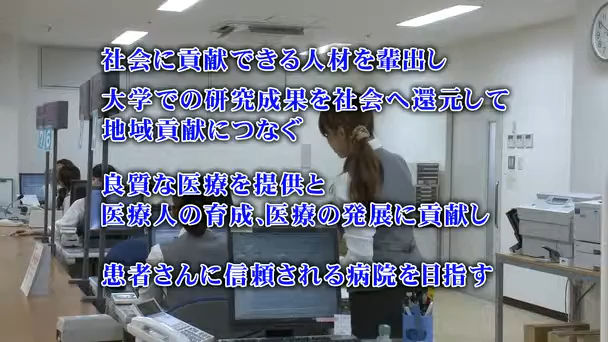 社会に貢献できる人材を輩出し
大学での研究成果を社会へ還元して
地域貢献につなぐ
良質な医療を提供と
医療人の育成、医療の発展に貢献し
患者さんに信頼される病院を目指す